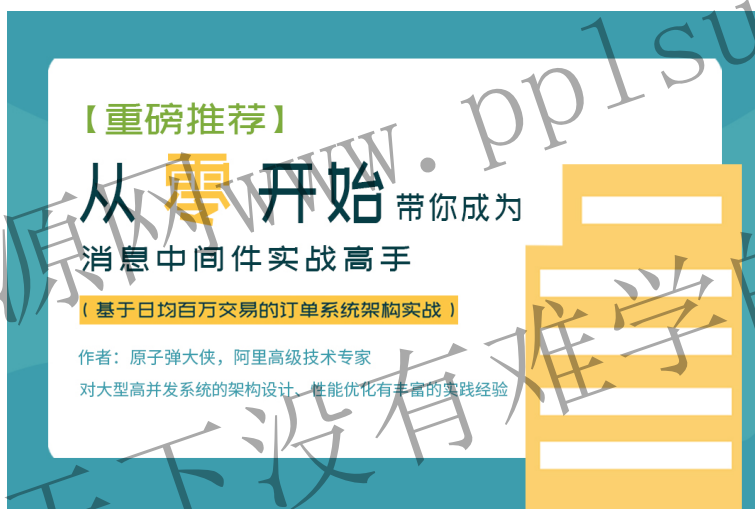 【重磅推荐】
从零开始带你成为
消息中间件实战高手
（基于日均百万交易的订单系统架构实战）
作者：原子弹大侠，阿里高级技术专家
对大型高并发系统的架构设计、性能优化有丰富的实践经验
源网www.pp1su
天下没有难学的